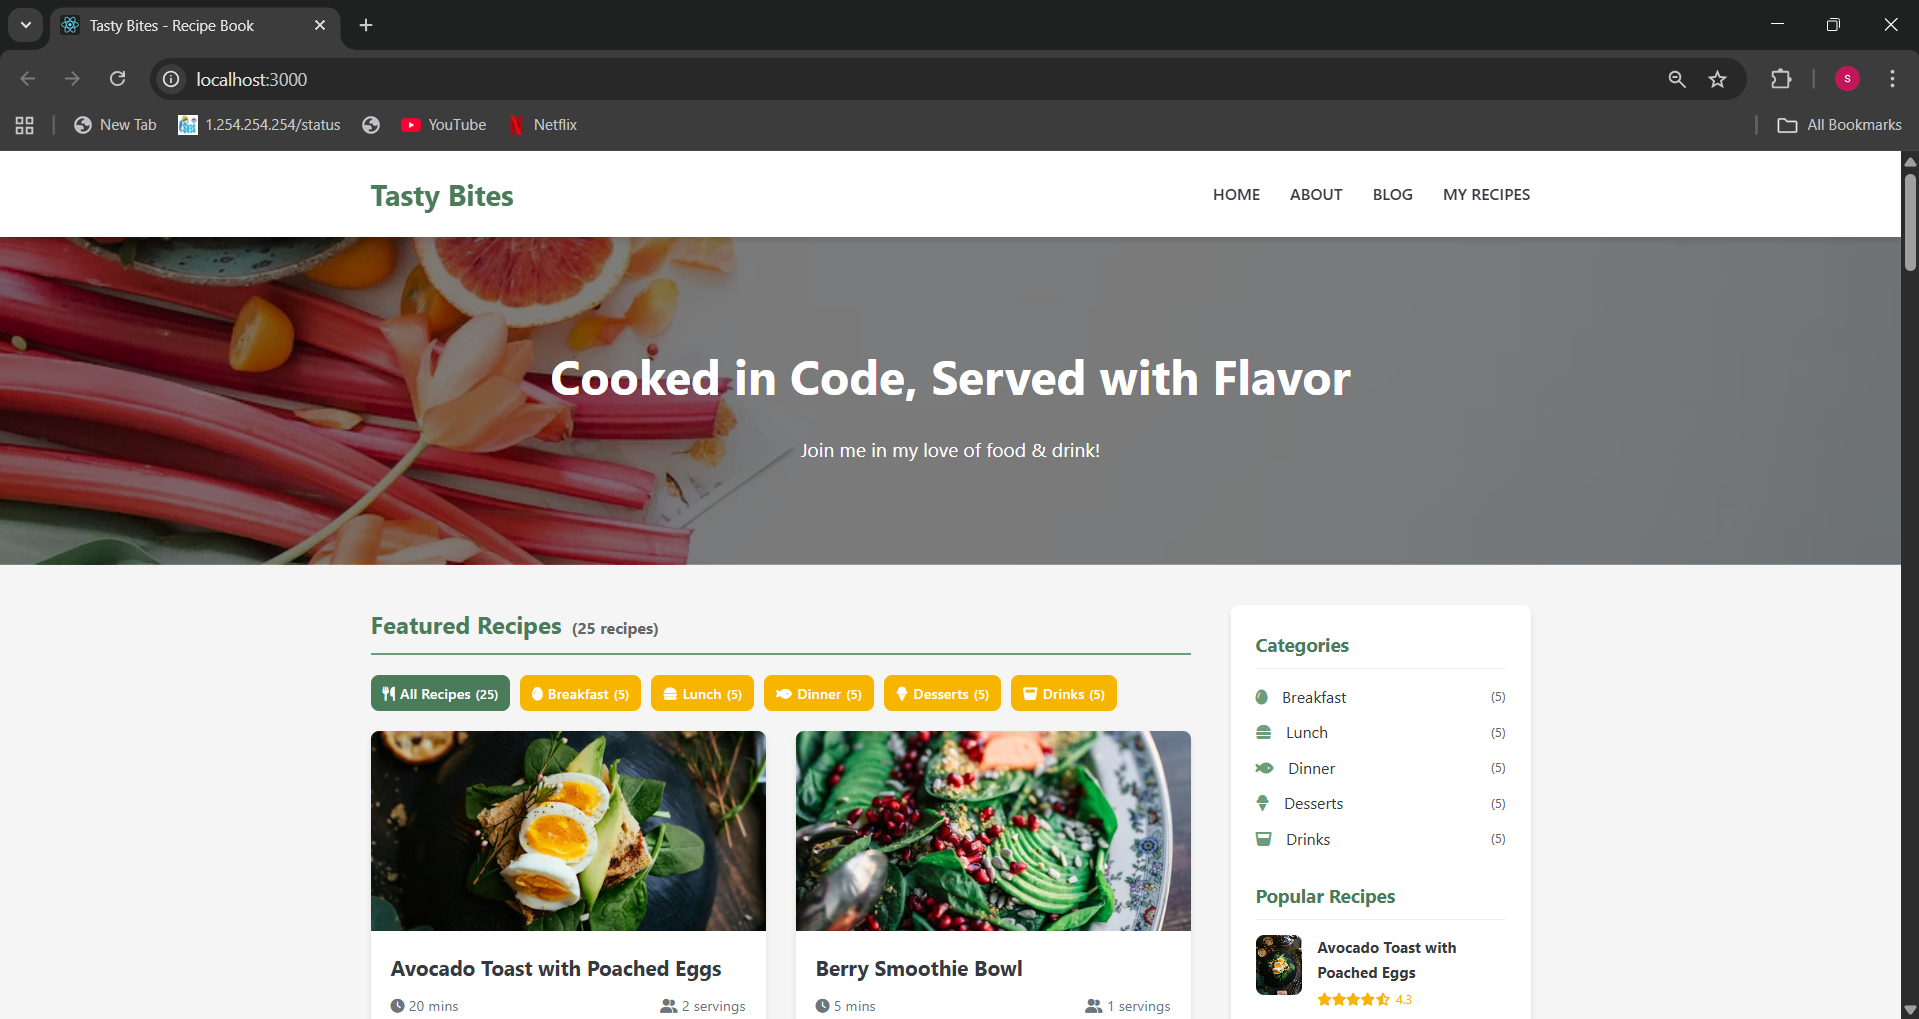 Tasty Bites - Recipe Book
localhost:3000
S
New Tab
1.254.254.254/status
YouTube
Netflix
All Bookmarks
Tasty Bites
HOME ABOUT BLOG MY RECIPES
Cooked in Code, Served with Flavor
Join me in my love of food & drink!
Featured Recipes (25 recipes)
All Recipes (25) Breakfast (5) Lunch (5) Dinner (5) Desserts (5) Drinks (5)
Avocado Toast with Poached Eggs
20 mins 2 servings
Berry Smoothie Bowl
5 mins 1 servings
Categories
Breakfast (5)
Lunch (5)
Dinner (5)
Desserts (5)
Drinks (5)
Popular Recipes
Avocado Toast with
Poached Eggs
4.3